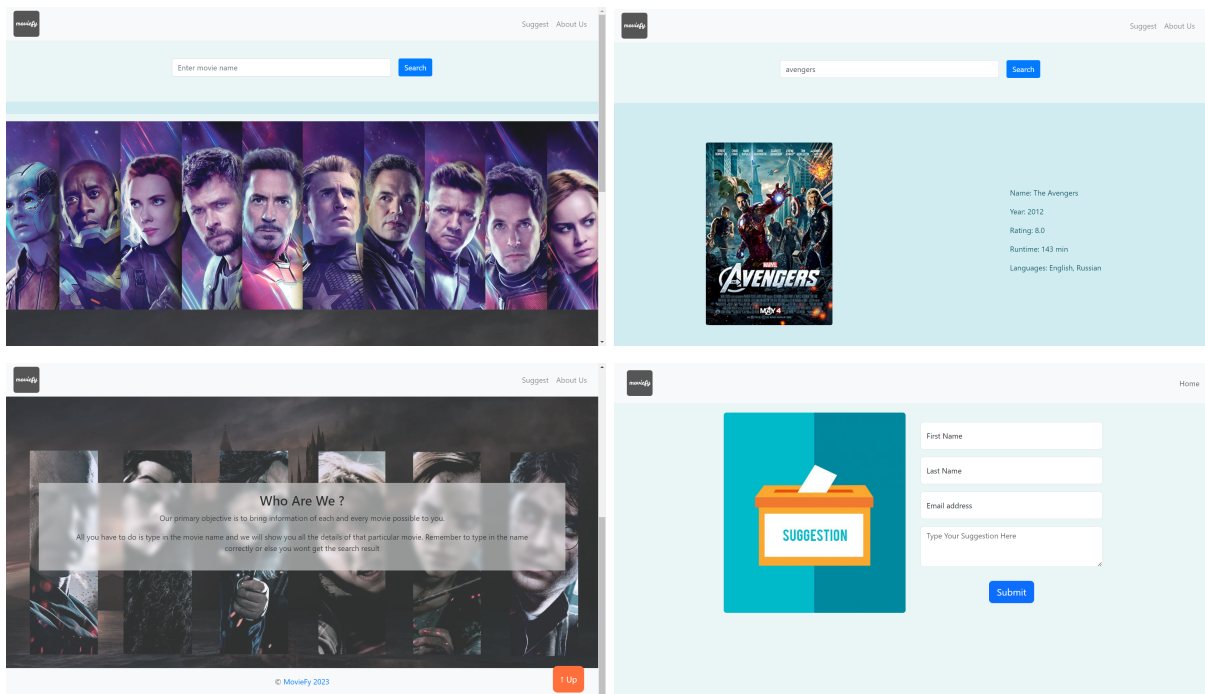 moviefy
Suggest About Us
Enter movie name
Search
moviefy
Suggest About Us
avengers
Search
MARVEL
AVENGERS
MAY 4
Name: The Avengers
Year: 2012
Rating: 8.0
Runtime: 143 min
Languages: English, Russian
moviefy
Suggest About Us
Who Are We ?
Our primary objective is to bring information of each and every movie possible to you.
All you have to do is type in the movie name and we will show you all the details of that particular movie. Remember to type in the name
correctly or else you wont get the search result
© MovieFy 2023
↑ Up
moviefy
Home
SUGGESTION
First Name
Last Name
Email address
Type Your Suggestion Here
Submit